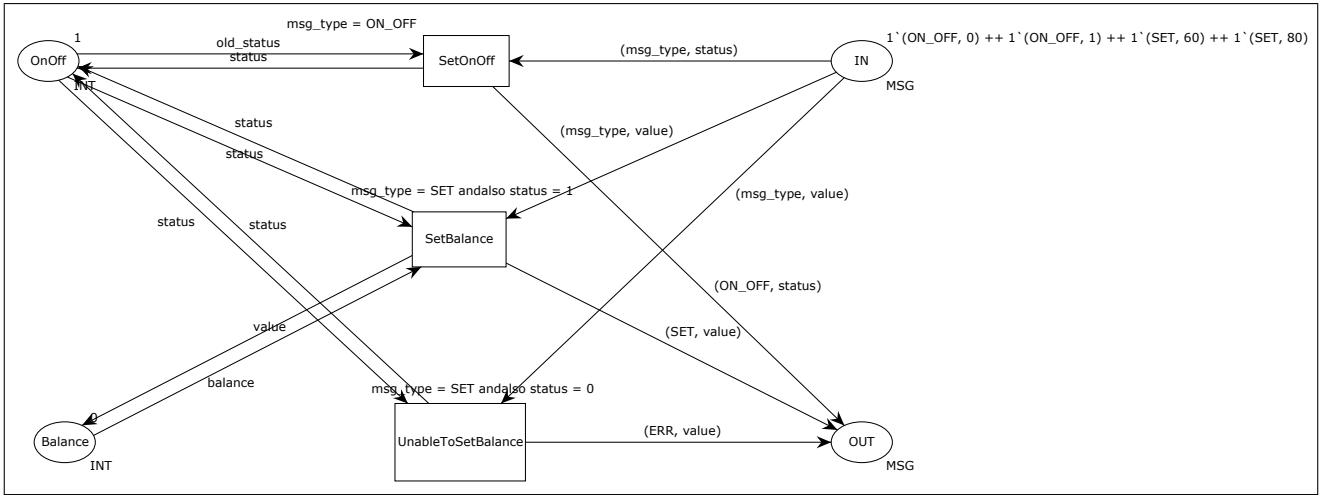 msg_type = ON_OFF
1
1`(ON_OFF, 0) ++ 1`(ON_OFF, 1) ++ 1`(SET, 60) ++ 1`(SET, 80)
old_status
(msg_type, status)
status
OnOff
SetOnOff
IN
INT
MSG
status
(msg_type, value)
status
msg_type = SET andalso status = 1
(msg_type, value)
status
status
SetBalance
(ON_OFF, status)
value
(SET, value)
balance
msg_type = SET andalso status = 0
0
(ERR, value)
Balance
UnableToSetBalance
OUT
INT
MSG